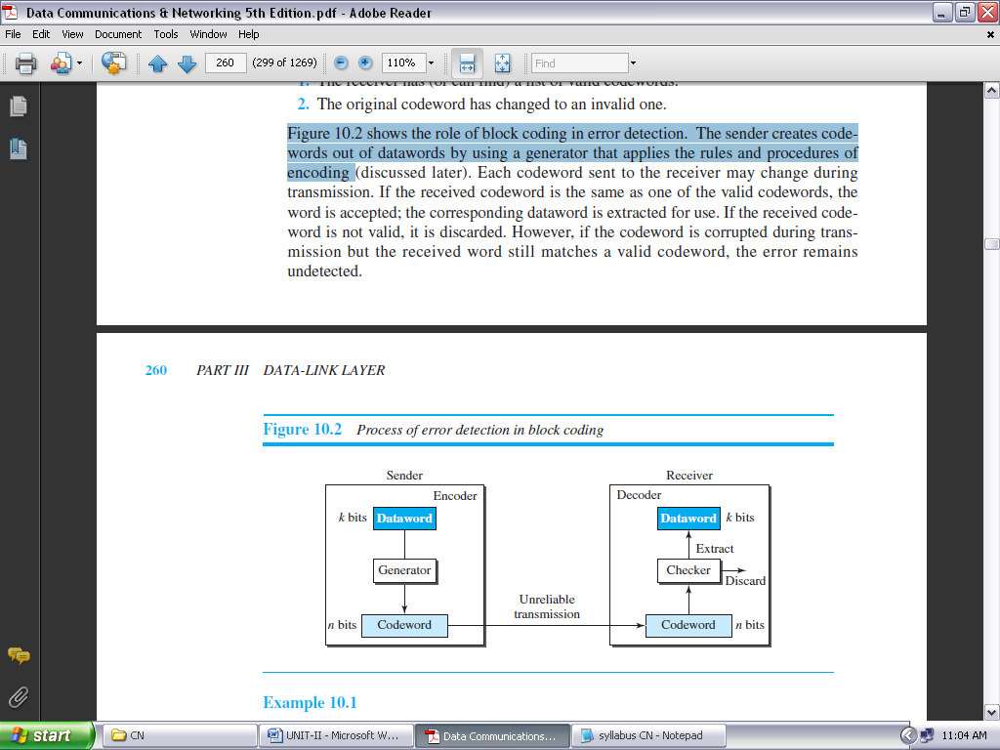 Data Communications & Networking 5th Edition.pdf - Adobe Reader
File Edit View Document Tools Window Help
260 (299 of 1269) 110% Find
1. The receiver has (or can find) a list of valid codewords.
2. The original codeword has changed to an invalid one.
Figure 10.2 shows the role of block coding in error detection. The sender creates code-
words out of datawords by using a generator that applies the rules and procedures of
encoding (discussed later). Each codeword sent to the receiver may change during
transmission. If the received codeword is the same as one of the valid codewords, the
word is accepted; the corresponding dataword is extracted for use. If the received code-
word is not valid, it is discarded. However, if the codeword is corrupted during trans-
mission but the received word still matches a valid codeword, the error remains
undetected.
260 PART III DATA-LINK LAYER
Figure 10.2 Process of error detection in block coding
Sender
Encoder
k bits Dataword
Generator
n bits Codeword
Unreliable
transmission
Receiver
Decoder
Dataword k bits
Extract
Checker
Discard
Codeword n bits
Example 10.1
start CN UNIT-II - Microsoft W... Data Communications... syllabus CN - Notepad 11:04 AM